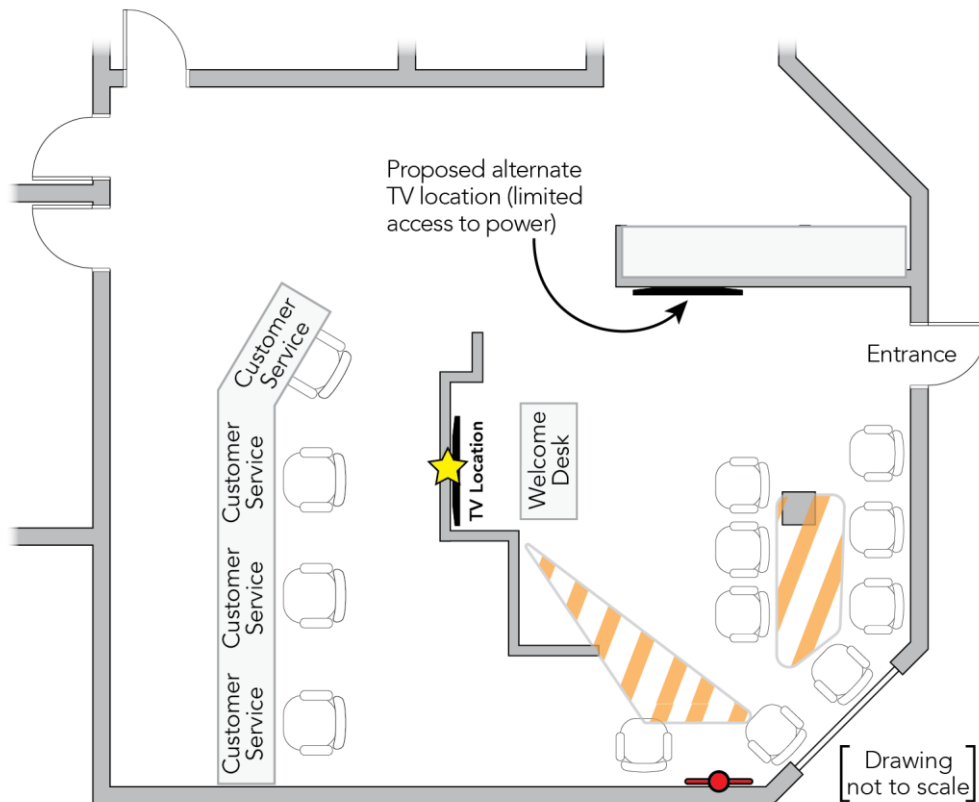 Proposed alternate
TV location (limited
access to power)
Entrance
Customer
Service
Customer
Service
Customer
Service
Customer
Service
TV Location
Welcome
Desk
[ Drawing
not to scale ]